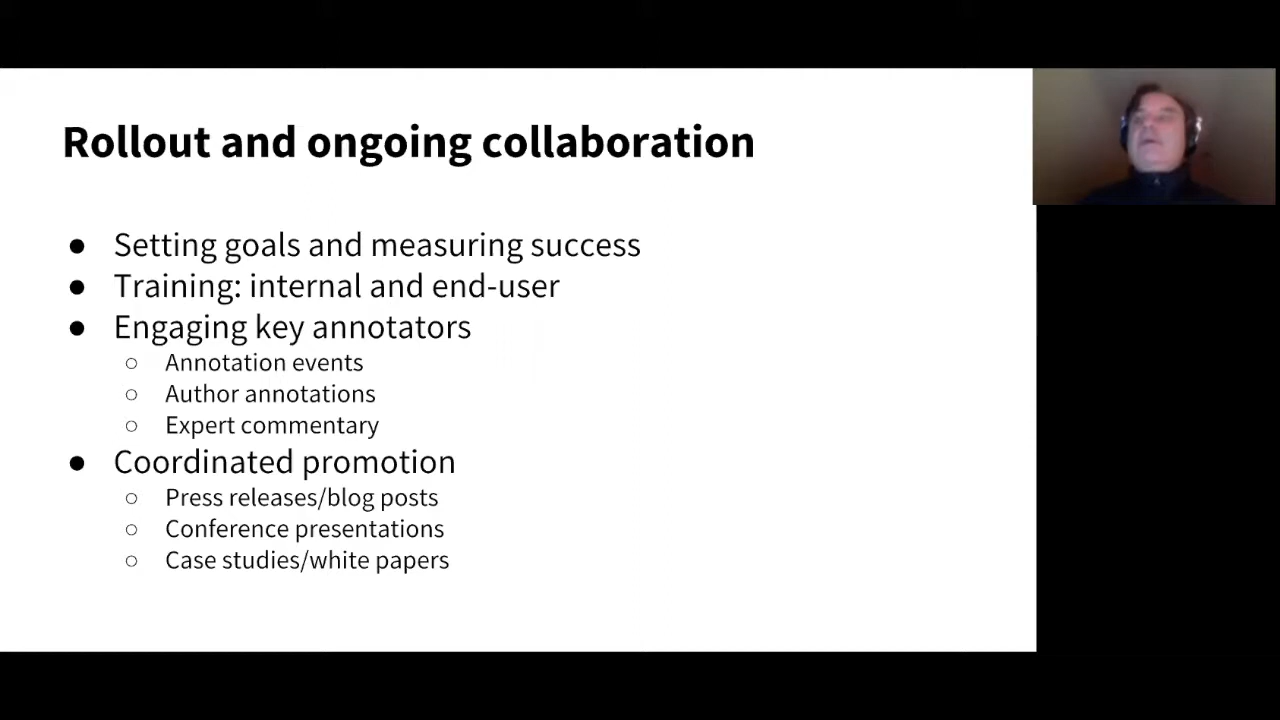 Rollout and ongoing collaboration
● Setting goals and measuring success
● Training: internal and end-user
● Engaging key annotators
○ Annotation events
○ Author annotations
○ Expert commentary
● Coordinated promotion
○ Press releases/blog posts
○ Conference presentations
○ Case studies/white papers